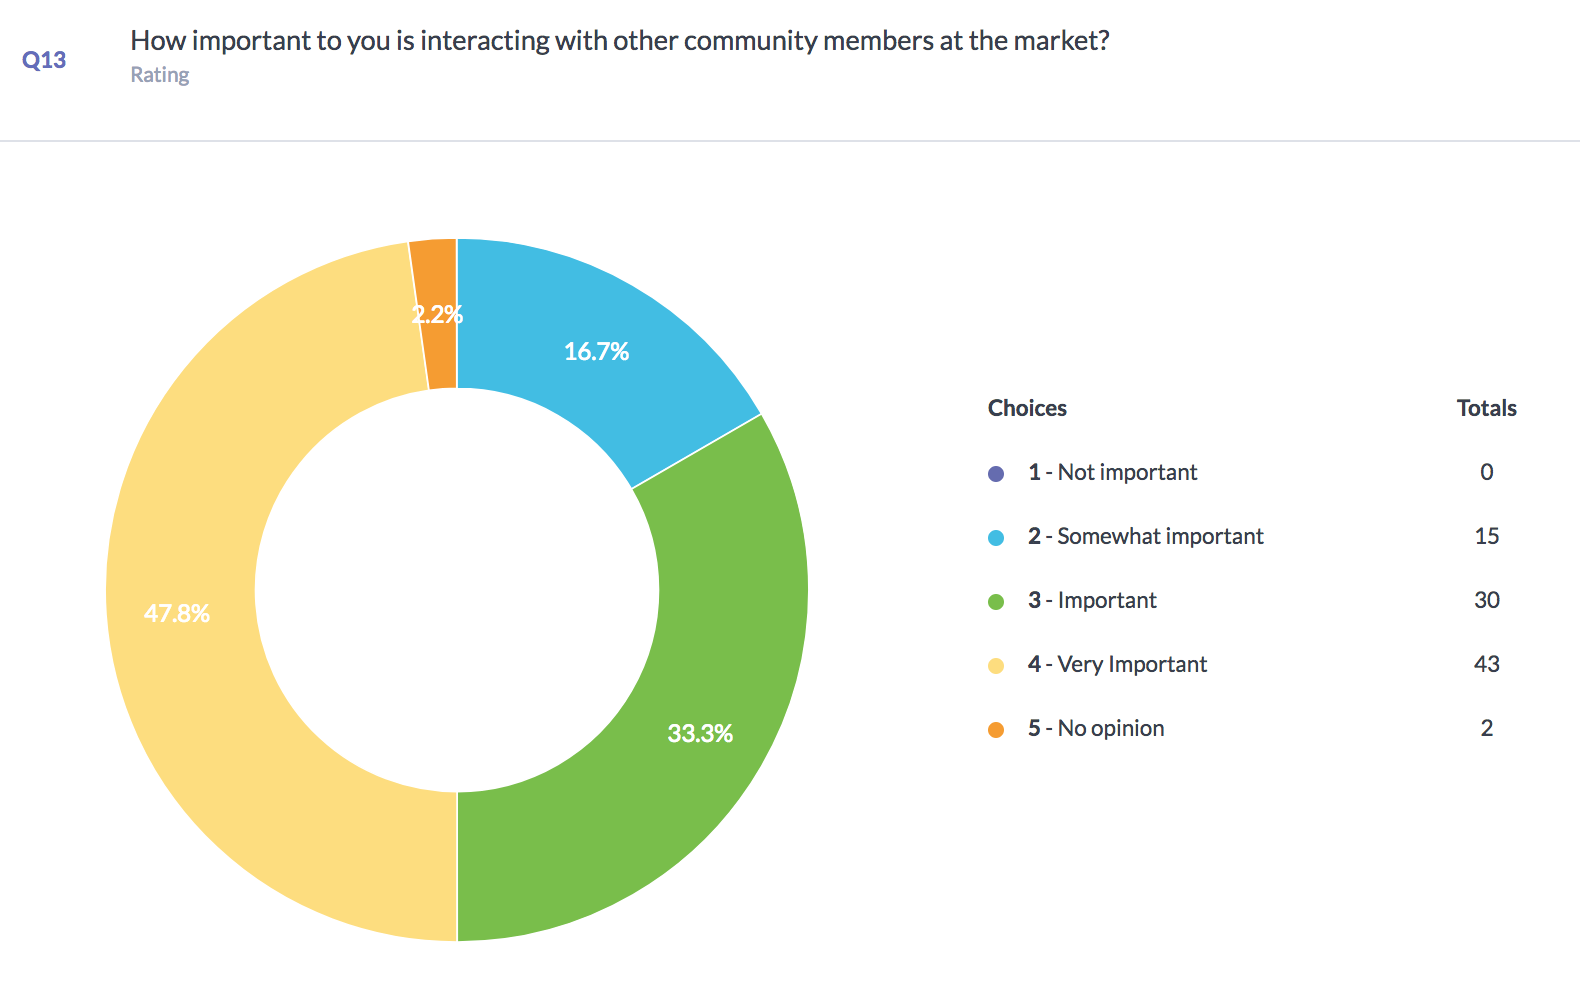 Q13
How important to you is interacting with other community members at the market?
Rating
2.2%
16.7%
47.8%
33.3%
Choices Totals
1 - Not important 0
2 - Somewhat important 15
3 - Important 30
4 - Very Important 43
5 - No opinion 2